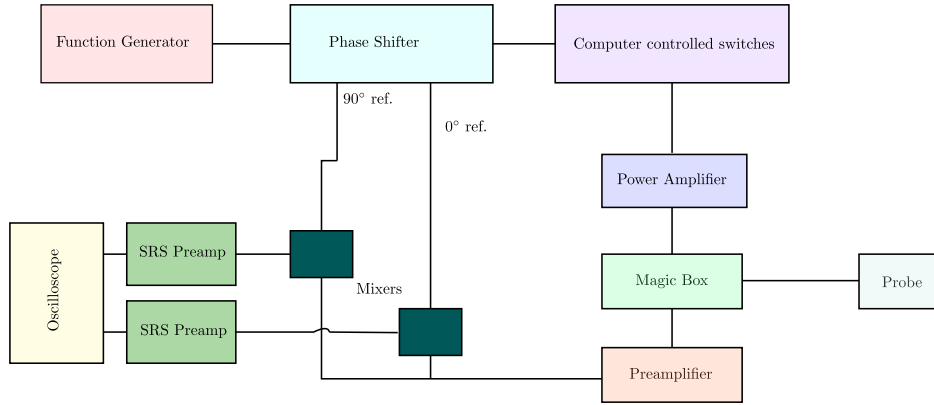 Function Generator
Phase Shifter
Computer controlled switches
90° ref.
0° ref.
Power Amplifier
SRS Preamp
Oscilloscope
Magic Box
Probe
Mixers
SRS Preamp
Preamplifier